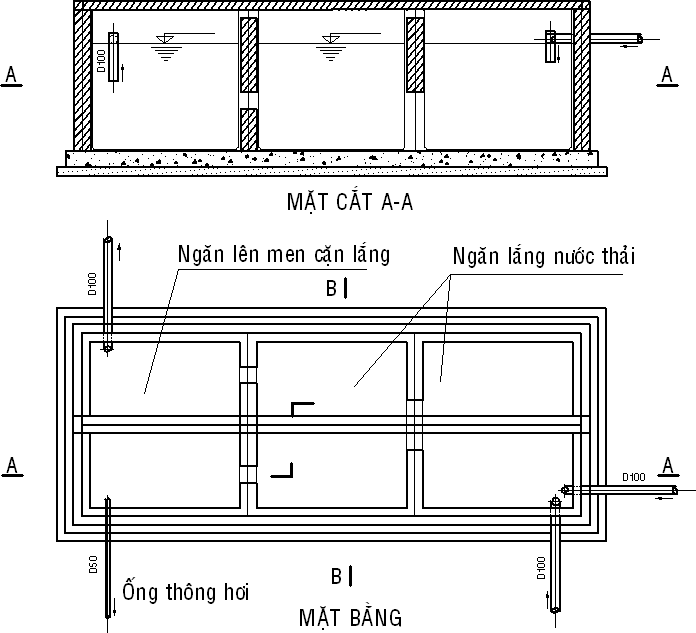 D100
A
A
MẶT CẮT A-A
Ngăn lên men cặn lắng
Ngăn lắng nước thải
D100
B
A
A
D100
D50
Ống thông hơi
B
D100
MẶT BẰNG